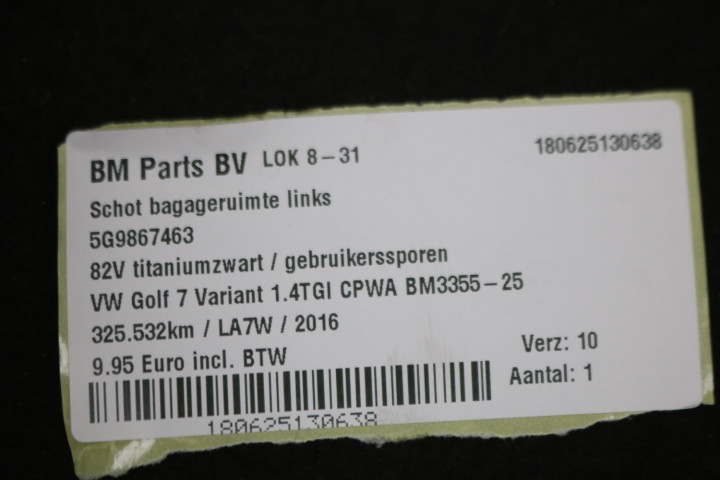 BM Parts BV LOK 8-31 180625130638
Schot bagageruimte links
5G9867463
82V titaniumzwart / gebruikerssporen
VW Golf 7 Variant 1.4TGI CPWA BM3355-25
325.532km / LA7W / 2016
9.95 Euro incl. BTW
Verz: 10
Aantal: 1
180625130638